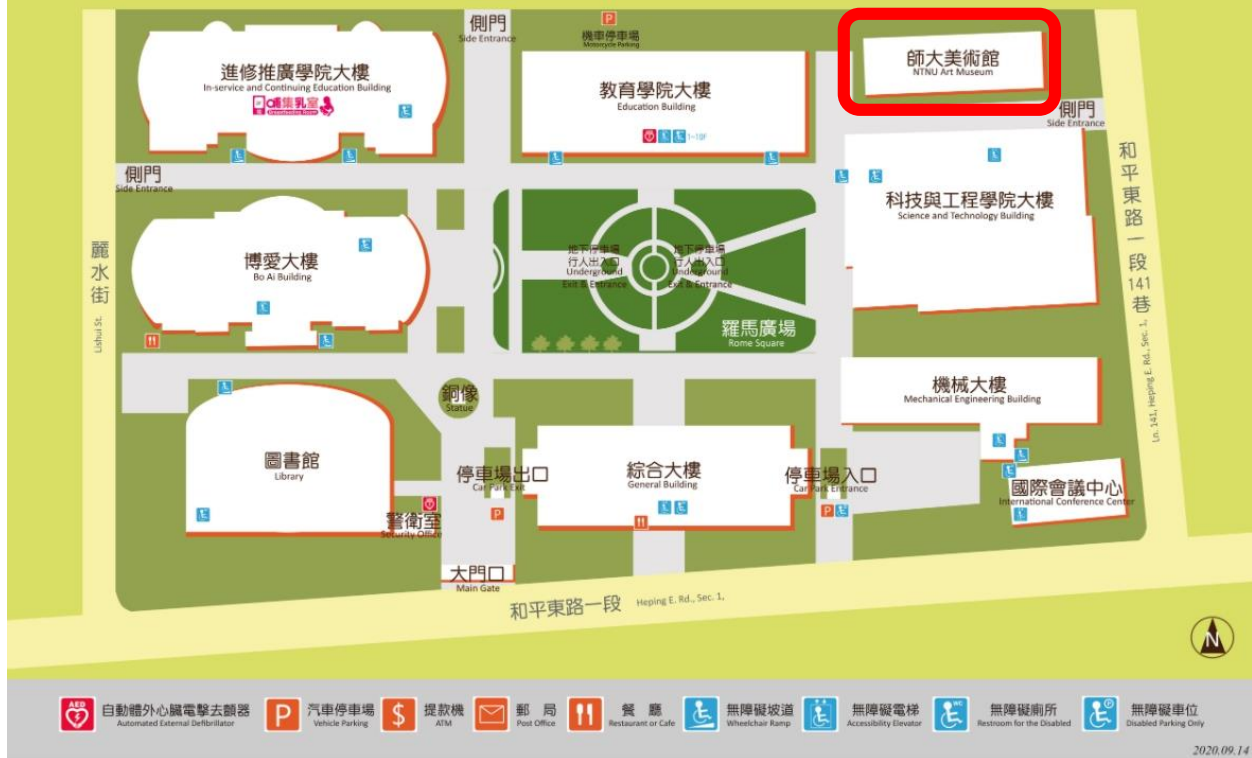 側門
Side Entrance
P
機車停車場
Motorcycle Parking
師大美術館
NTNU Art Museum
進修推廣學院大樓
In-service and Continuing Education Building
哺集乳室
Breastfeeding Room
教育學院大樓
Education Building
1-10F
側門
Side Entrance
側門
Side Entrance
科技與工程學院大樓
Science and Technology Building
和平東路一段141巷
Ln. 141, Heping E. Rd., Sec. 1,
麗水街
Lishui St.
博愛大樓
Bo Ai Building
地下停車場
行人出入口
Underground
Exit & Entrance
地下停車場
行人出入口
Underground
Exit & Entrance
羅馬廣場
Rome Square
銅像
Statue
機械大樓
Mechanical Engineering Building
圖書館
Library
停車場出口
Car Park Exit
綜合大樓
General Building
停車場入口
Car Park Entrance
國際會議中心
International Conference Center
警衛室
Security Office
P
P
大門口
Main Gate
和平東路一段 Heping E. Rd., Sec. 1,
N
AED
自動體外心臟電擊去顫器
Automated External Defibrillator
P
汽車停車場
Vehicle Parking
$
提款機
ATM
郵局
Post Office
餐廳
Restaurant or Cafe
無障礙坡道
Wheelchair Ramp
無障礙電梯
Accessibility Elevator
WC
無障礙廁所
Restroom for the Disabled
P
無障礙車位
Disabled Parking Only
2020.09.14